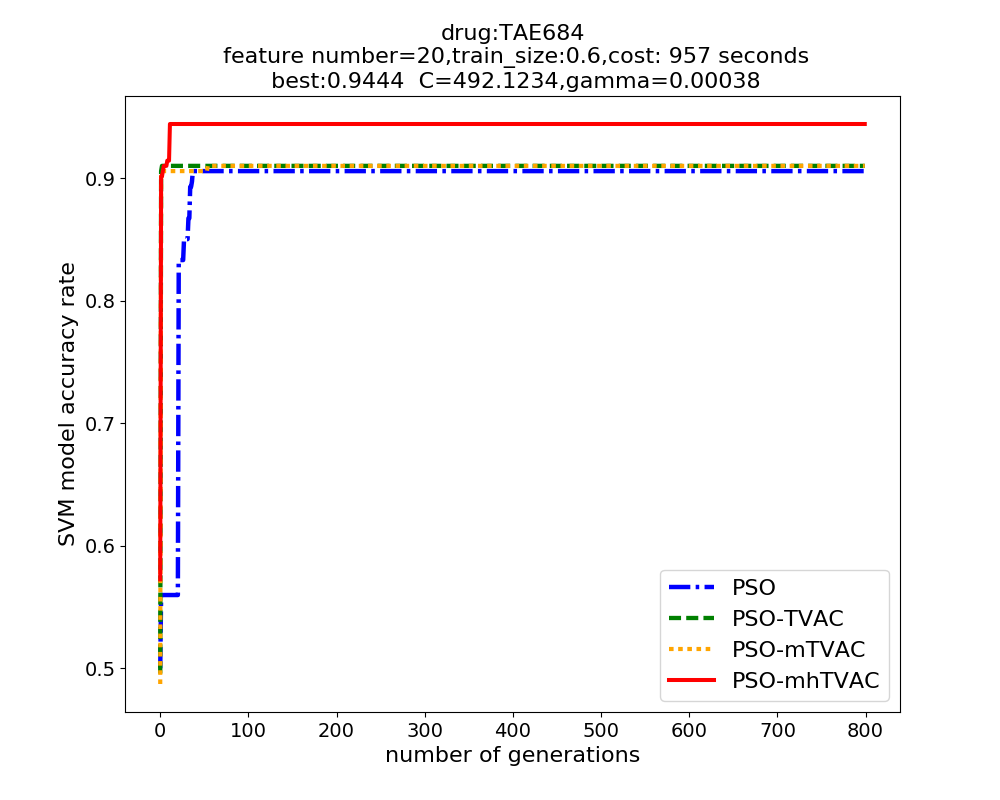 drug:TAE684
feature number=20,train_size:0.6,cost: 957 seconds
best:0.9444  C=492.1234,gamma=0.00038
0.9
0.8
0.7
0.6
0.5
SVM model accuracy rate
PSO
PSO-TVAC
PSO-mTVAC
PSO-mhTVAC
0 100 200 300 400 500 600 700 800
number of generations